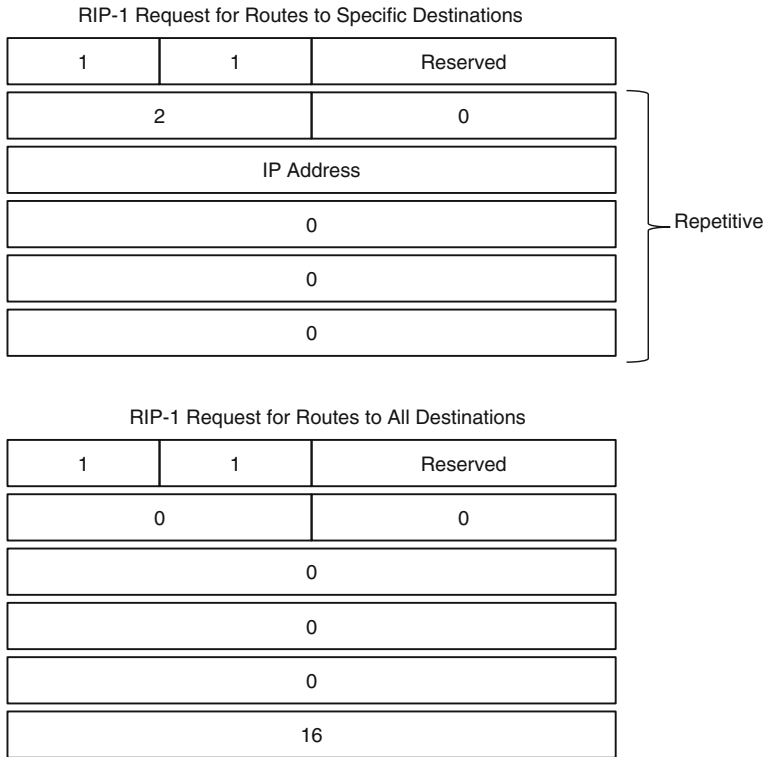 RIP-1 Request for Routes to Specific Destinations
1 1 Reserved
2 0
IP Address
0
Repetitive
0
0
RIP-1 Request for Routes to All Destinations
1 1 Reserved
0 0
0
0
0
16